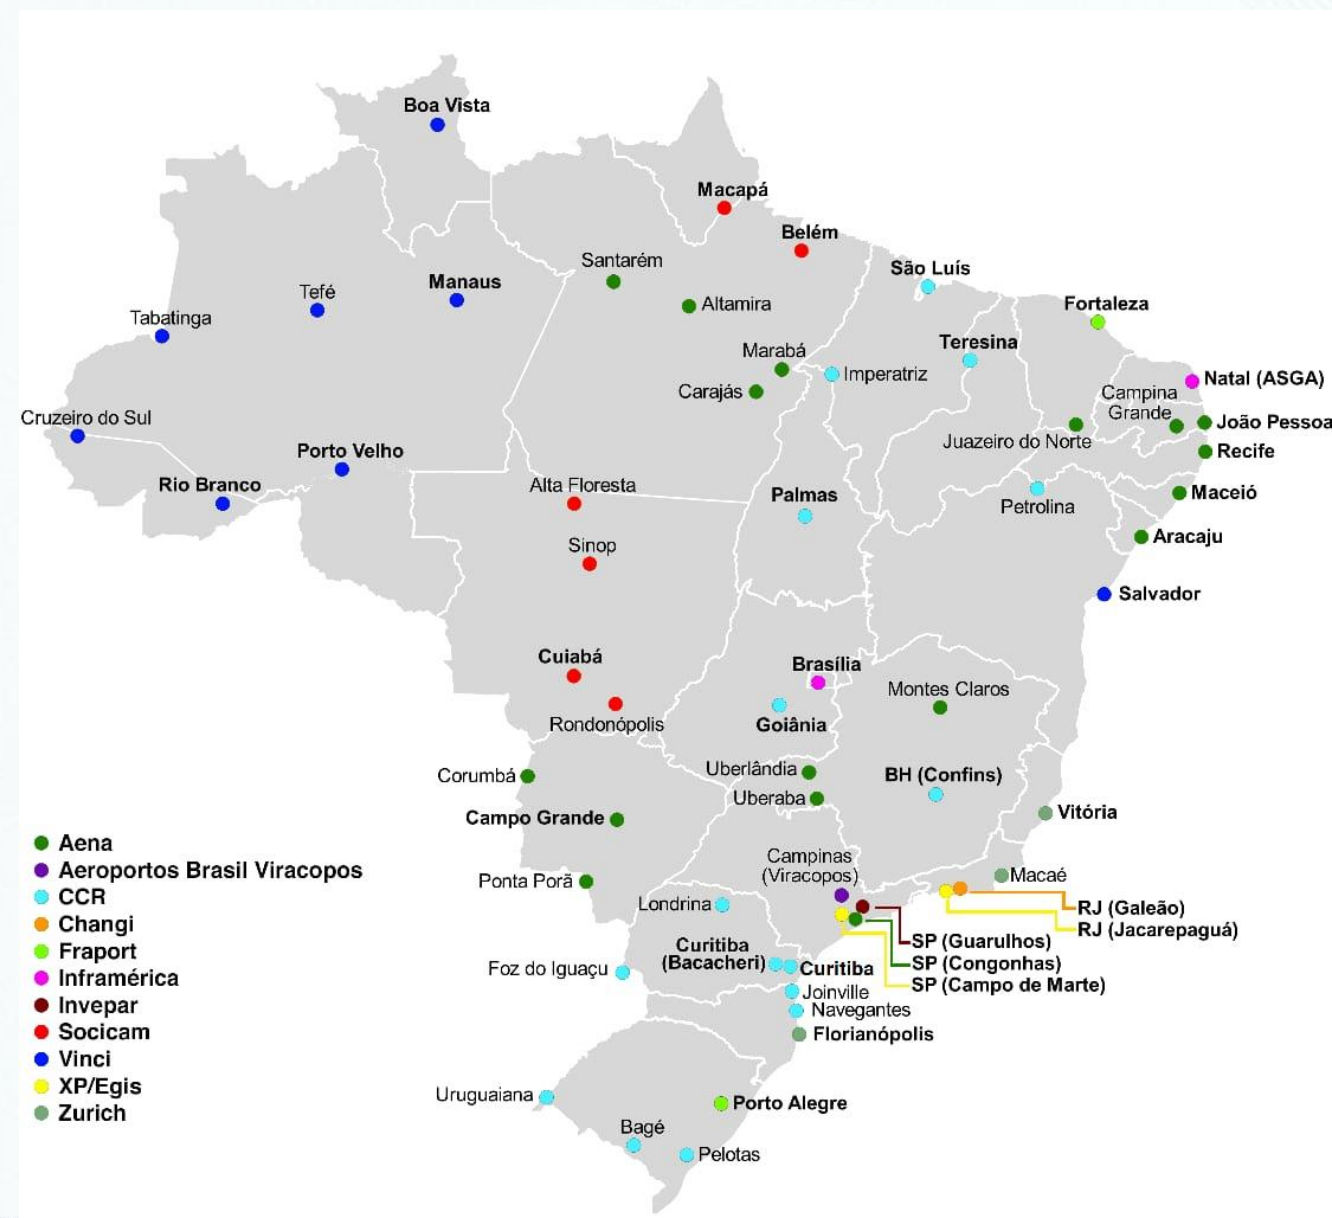 Boa Vista
Macapá
Belém
Santarém
São Luís
Manaus
Tefé
Altamira
Fortaleza
Tabatinga
Teresina
Marabá
Imperatriz
Natal (ASGA)
Carajás
Campina
Grande
Cruzeiro do Sul
João Pessoa
Juazeiro do Norte
Porto Velho
Recife
Rio Branco
Alta Floresta
Palmas
Petrolina
Maceió
Aracaju
Sinop
Salvador
Cuiabá
Brasília
Rondonópolis
Goiânia
Montes Claros
Corumbá
Uberlândia
BH (Confins)
Uberaba
Campo Grande
Vitória
Campinas
(Viracopos)
Ponta Porã
Macaé
Londrina
RJ (Galeão)
RJ (Jacarepaguá)
SP (Guarulhos)
SP (Congonhas)
SP (Campo de Marte)
Curitiba
(Bacacheri)
Curitiba
Foz do Iguaçu
Joinville
Navegantes
Florianópolis
Uruguaiana
Porto Alegre
Bagé
Pelotas
Aena
Aeroportos Brasil Viracopos
CCR
Changi
Fraport
Inframérica
Invepar
Socicam
Vinci
XP/Egis
Zurich